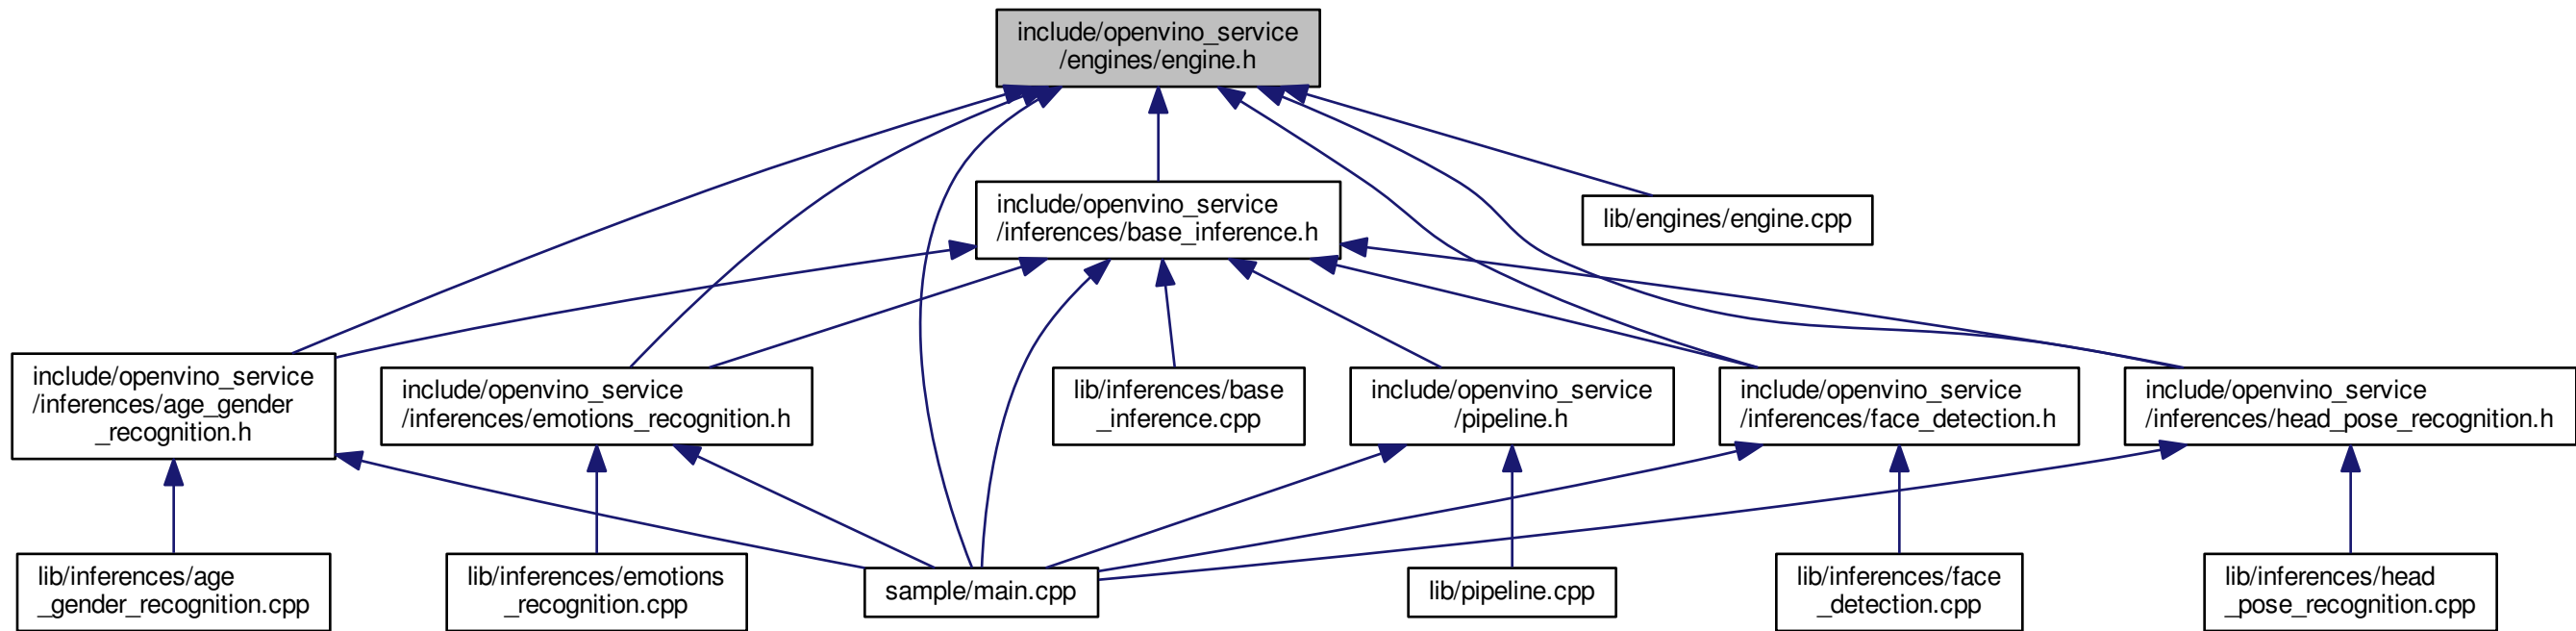 include/openvino_service
/engines/engine.h
include/openvino_service
/inferences/base_inference.h
lib/engines/engine.cpp
include/openvino_service
/inferences/age_gender
_recognition.h
include/openvino_service
/inferences/emotions_recognition.h
lib/inferences/base
_inference.cpp
include/openvino_service
/pipeline.h
include/openvino_service
/inferences/face_detection.h
include/openvino_service
/inferences/head_pose_recognition.h
lib/inferences/age
_gender_recognition.cpp
lib/inferences/emotions
_recognition.cpp
sample/main.cpp
lib/pipeline.cpp
lib/inferences/face
_detection.cpp
lib/inferences/head
_pose_recognition.cpp